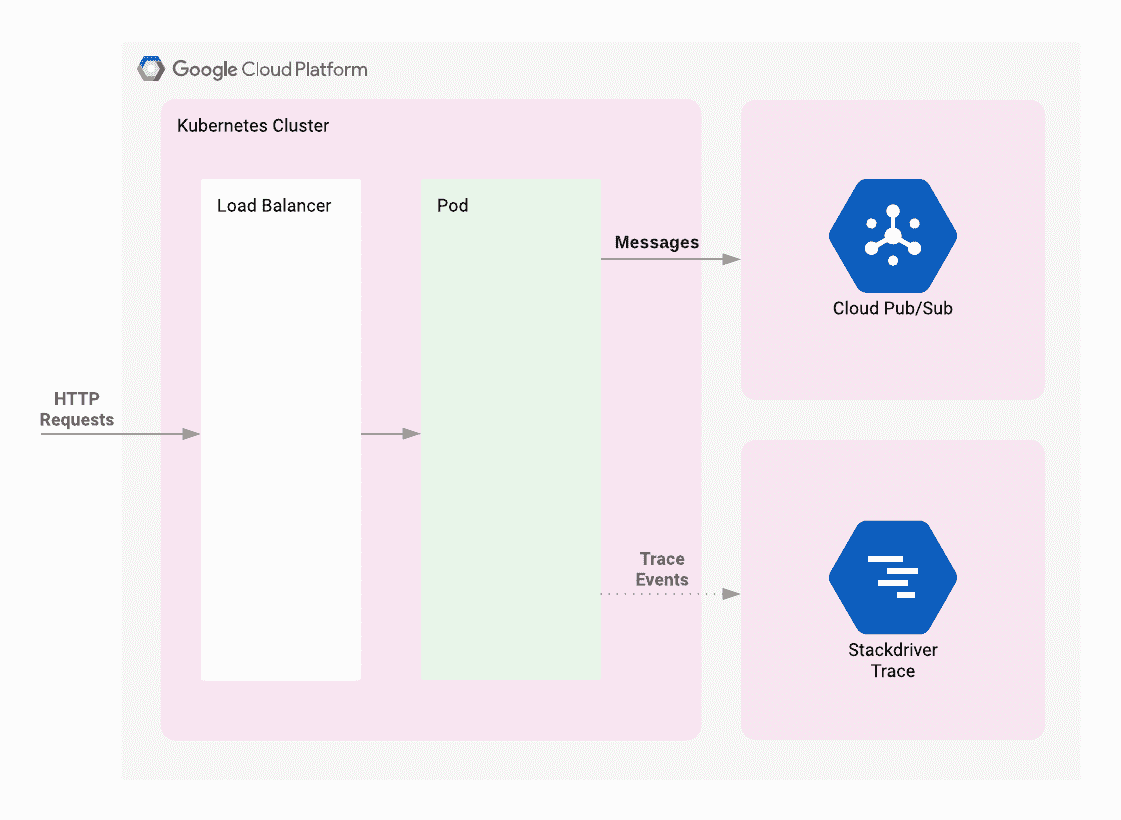 Google Cloud Platform
Kubernetes Cluster
Load Balancer
Pod
Messages
Cloud Pub/Sub
HTTP
Requests
Trace
Events
Stackdriver
Trace